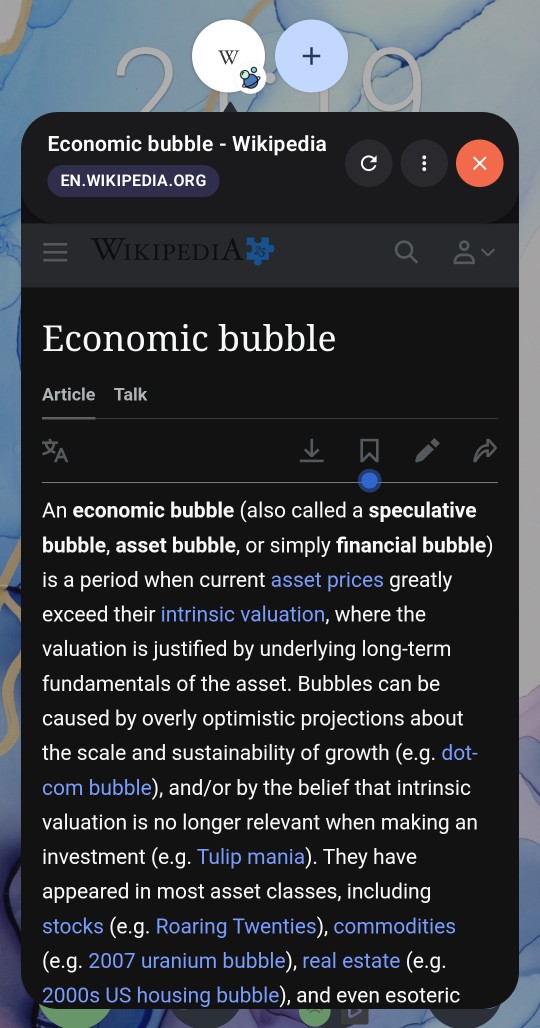 W
21:19
Economic bubble - Wikipedia
EN.WIKIPEDIA.ORG
WIKIPEDIA 25
Economic bubble
Article Talk
An economic bubble (also called a speculative
bubble, asset bubble, or simply financial bubble)
is a period when current asset prices greatly
exceed their intrinsic valuation, where the
valuation is justified by underlying long-term
fundamentals of the asset. Bubbles can be
caused by overly optimistic projections about
the scale and sustainability of growth (e.g. dot-
com bubble), and/or by the belief that intrinsic
valuation is no longer relevant when making an
investment (e.g. Tulip mania). They have
appeared in most asset classes, including
stocks (e.g. Roaring Twenties), commodities
(e.g. 2007 uranium bubble), real estate (e.g.
2000s US housing bubble), and even esoteric